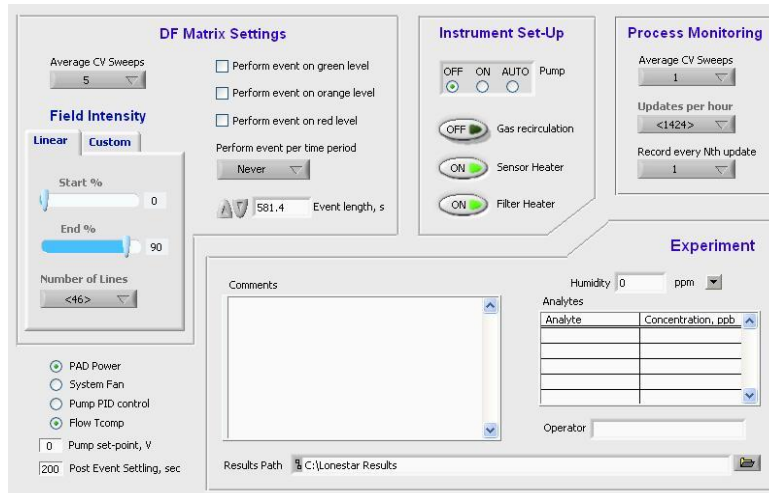 DF Matrix Settings
Average CV Sweeps
5
Perform event on green level
Perform event on orange level
Perform event on red level
Perform event per time period
Never
581.4 Event length, s
Field Intensity
Linear Custom
Start %
0
End %
90
Number of Lines
<46>
Instrument Set-Up
OFF ON AUTO Pump
OFF Gas recirculation
ON Sensor Heater
ON Filter Heater
Process Monitoring
Average CV Sweeps
1
Updates per hour
<1424>
Record every Nth update
1
PAD Power
System Fan
Pump PID control
Flow Tcomp
0 Pump set-point, V
200 Post Event Settling, sec
Experiment
Comments
Humidity 0 ppm
Analytes
Analyte Concentration, ppb
Operator
Results Path C:\Lonestar Results